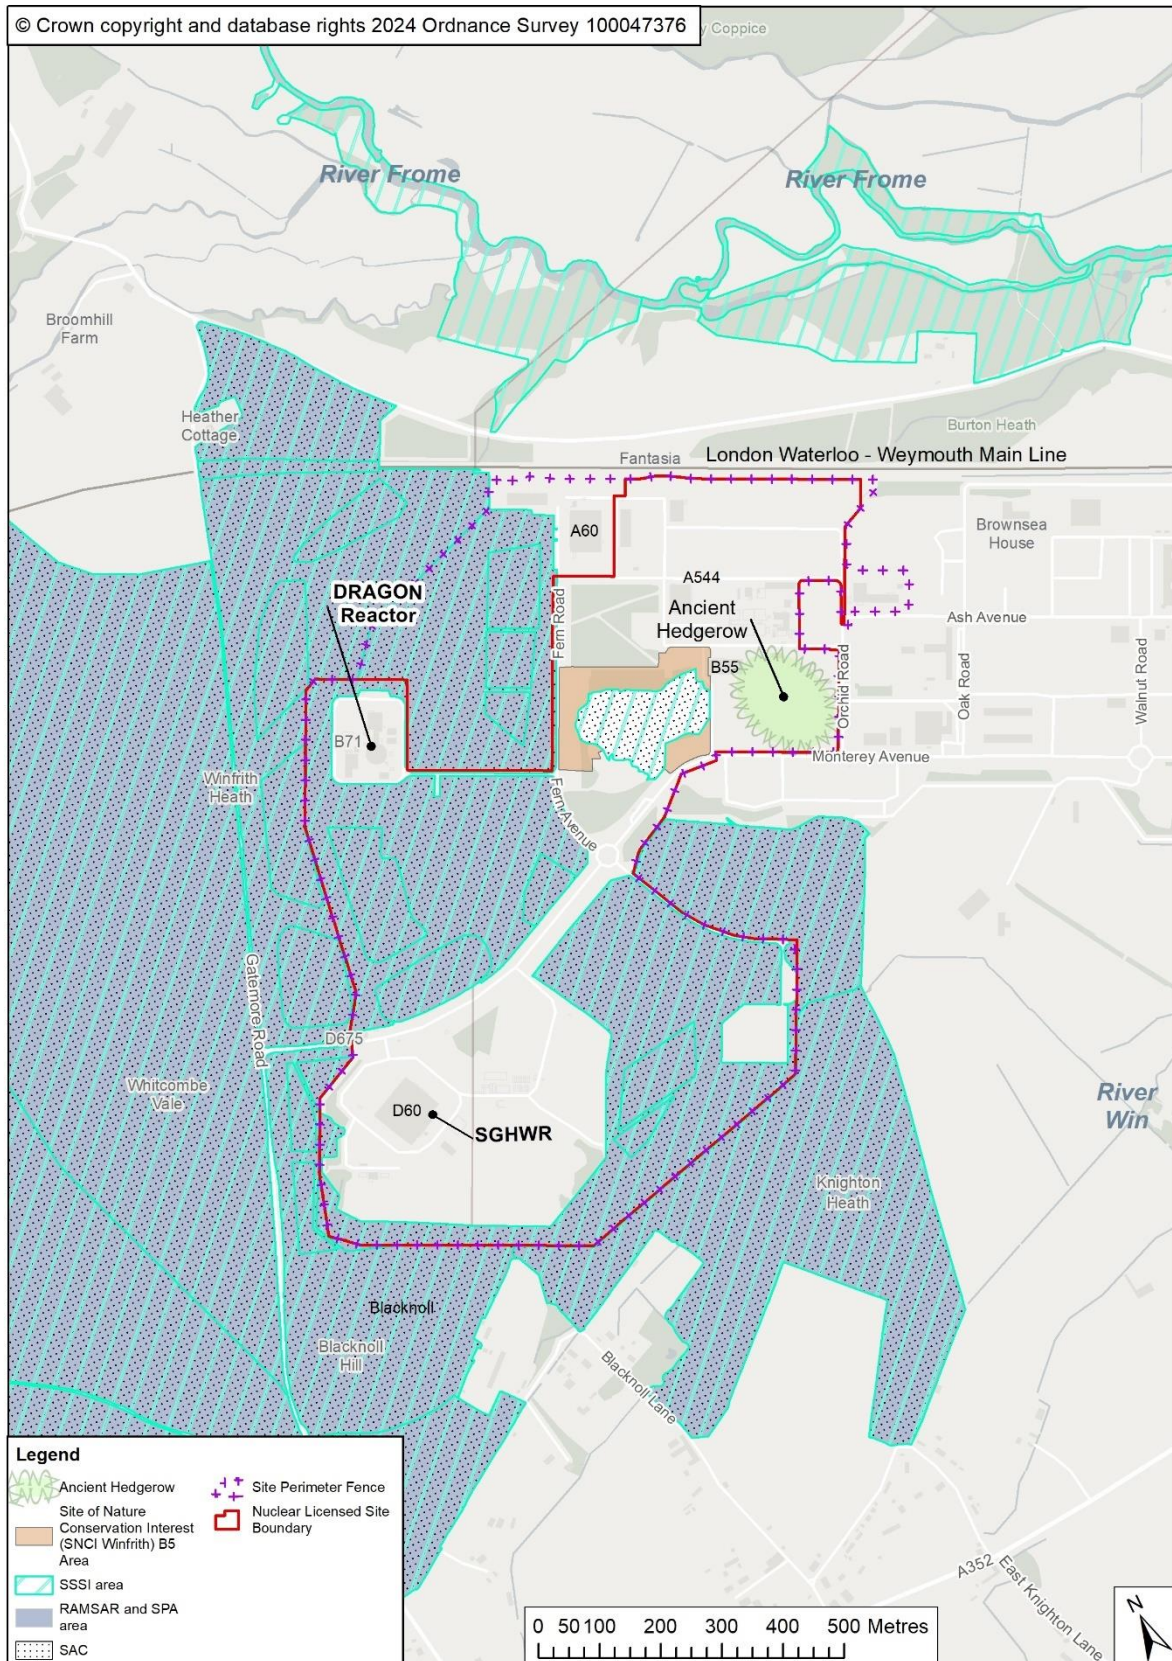 © Crown copyright and database rights 2024 Ordnance Survey 100047376
Coppice
River Frome
River Frome
Broomhill
Farm
Heather
Cottage
Burton Heath
Fantasia
London Waterloo - Weymouth Main Line
A60
Brownsea
House
DRAGON
Reactor
A544
Ancient
Hedgerow
Fern Road
Ash Avenue
B55
Orchid Road
Oak Road
Walnut Road
B71
Monterey Avenue
Winfrith
Heath
Fern Avenue
Gatemore Road
D675
Whitcombe
Vale
D60
SGHWR
River
Win
Knighton
Heath
Blacknoll
Blacknoll
Hill
Blacknoll Lane
A352
East Knighton Lane
Legend
Ancient Hedgerow
Site of Nature
Conservation Interest
(SNCI Winfrith) B5
Area
SSSI area
RAMSAR and SPA
area
SAC
Site Perimeter Fence
Nuclear Licensed Site
Boundary
0 50 100 200 300 400 500 Metres
N